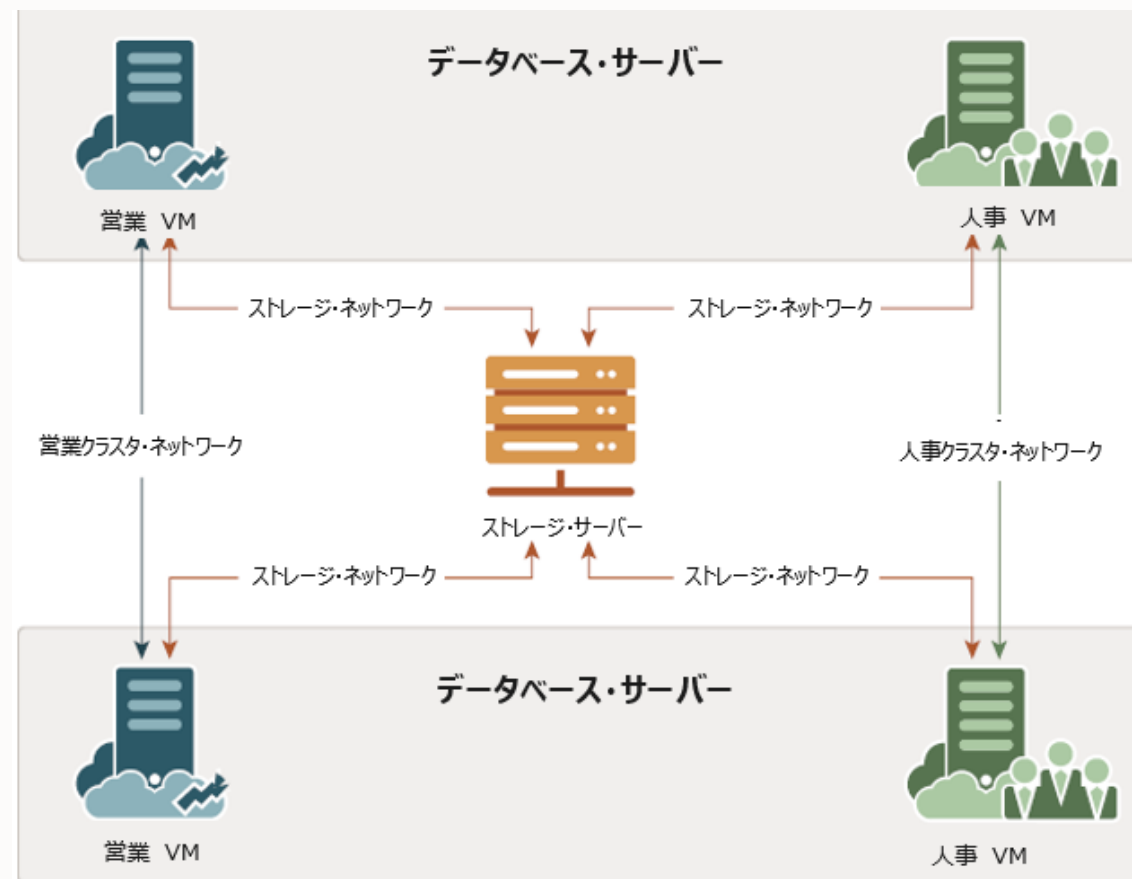 データベース・サーバー
営業 VM
人事 VM
ストレージ・ネットワーク
ストレージ・ネットワーク
営業クラスタ・ネットワーク
人事クラスタ・ネットワーク
ストレージ・サーバー
ストレージ・ネットワーク
ストレージ・ネットワーク
データベース・サーバー
営業 VM
人事 VM